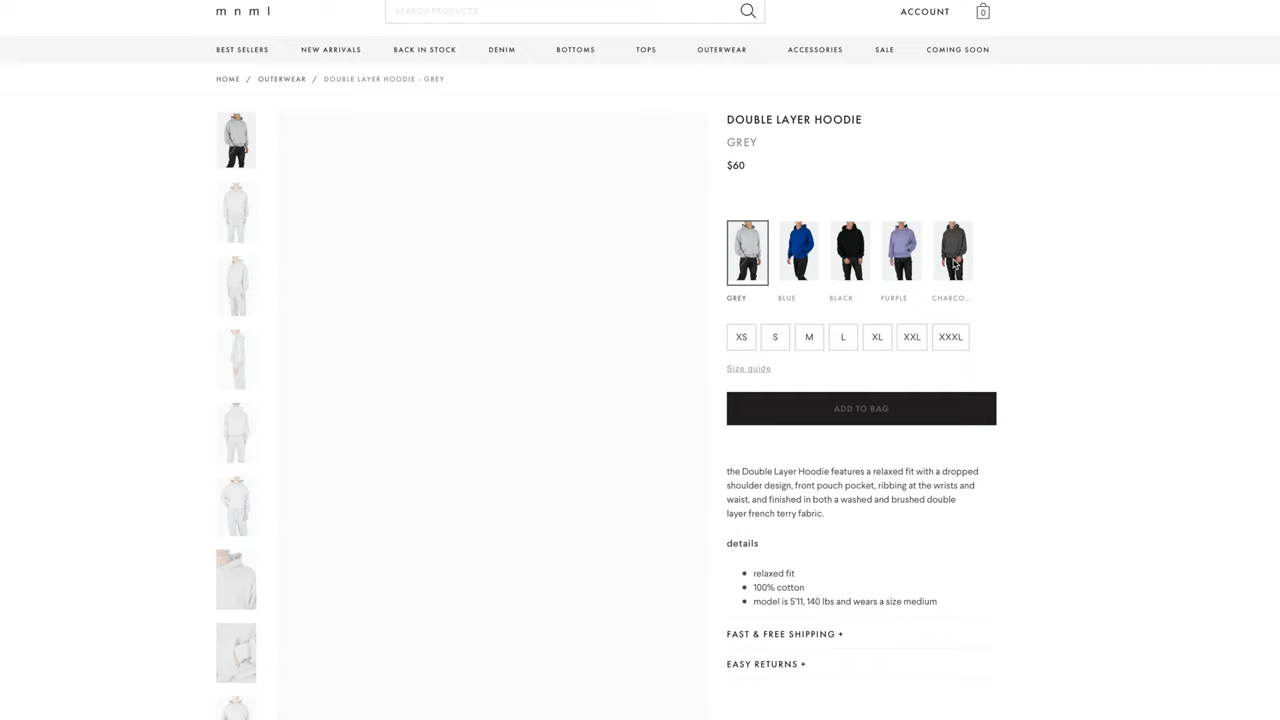 mnml
SEARCH PRODUCTS
ACCOUNT
0
BEST SELLERS NEW ARRIVALS BACK IN STOCK DENIM BOTTOMS TOPS OUTERWEAR ACCESSORIES SALE COMING SOON
HOME / OUTERWEAR / DOUBLE LAYER HOODIE - GREY
DOUBLE LAYER HOODIE
GREY
$60
GREY BLUE BLACK PURPLE CHARCO...
XS S M L XL XXL XXXL
Size guide
ADD TO BAG
the Double Layer Hoodie features a relaxed fit with a dropped
shoulder design, front pouch pocket, ribbing at the wrists and
waist, and finished in both a washed and brushed double
layer french terry fabric.
details
relaxed fit
100% cotton
model is 5'11, 140 lbs and wears a size medium
FAST & FREE SHIPPING +
EASY RETURNS +